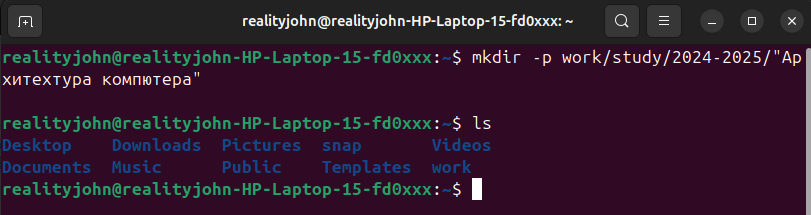 realityjohn@realityjohn-HP-Laptop-15-fd0xxx: ~
realityjohn@realityjohn-HP-Laptop-15-fd0xxx:~$ mkdir -p work/study/2024-2025/"Ар
хитехтура компютера"
realityjohn@realityjohn-HP-Laptop-15-fd0xxx:~$ ls
Desktop Downloads Pictures snap Videos
Documents Music Public Templates work
realityjohn@realityjohn-HP-Laptop-15-fd0xxx:~$